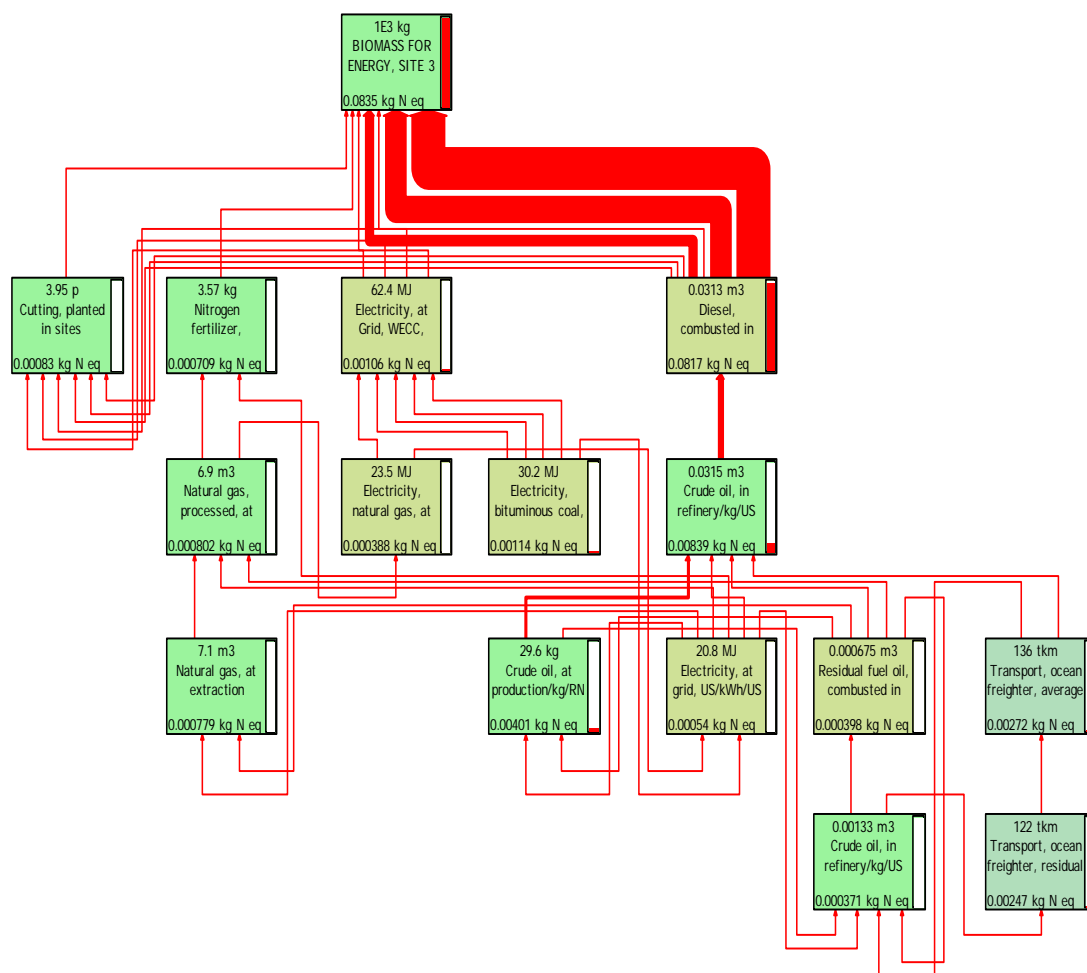 1E3 kg
BIOMASS FOR
ENERGY, SITE 3
0.0835 kg N eq
3.95 p
Cutting, planted
in sites
0.00083 kg N eq
3.57 kg
Nitrogen
fertilizer,
0.000709 kg N eq
62.4 MJ
Electricity, at
Grid, WECC,
0.00106 kg N eq
0.0313 m3
Diesel,
combusted in
0.0817 kg N eq
6.9 m3
Natural gas,
processed, at
0.000802 kg N eq
23.5 MJ
Electricity,
natural gas, at
0.000388 kg N eq
30.2 MJ
Electricity,
bituminous coal,
0.00114 kg N eq
0.0315 m3
Crude oil, in
refinery/kg/US
0.00839 kg N eq
7.1 m3
Natural gas, at
extraction
0.000779 kg N eq
29.6 kg
Crude oil, at
production/kg/RN
0.00401 kg N eq
20.8 MJ
Electricity, at
grid, US/kWh/US
0.00054 kg N eq
0.000675 m3
Residual fuel oil,
combusted in
0.000398 kg N eq
136 tkm
Transport, ocean
freighter, average
0.00272 kg N eq
0.00133 m3
Crude oil, in
refinery/kg/US
0.000371 kg N eq
122 tkm
Transport, ocean
freighter, residual
0.00247 kg N eq